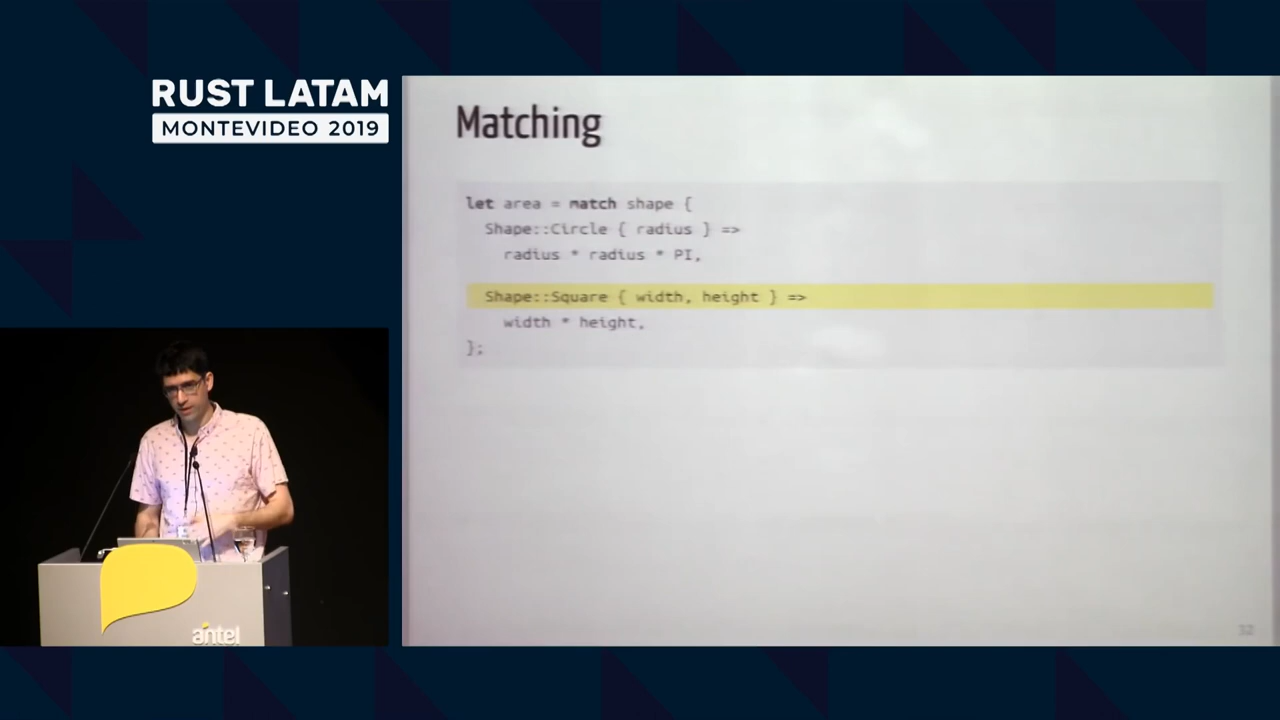 RUST LATAM
MONTEVIDEO 2019
Matching
let area = match shape {
Shape::Circle { radius } =>
radius * radius * PI,
Shape::Square { width, height } =>
width * height,
};
antel
32